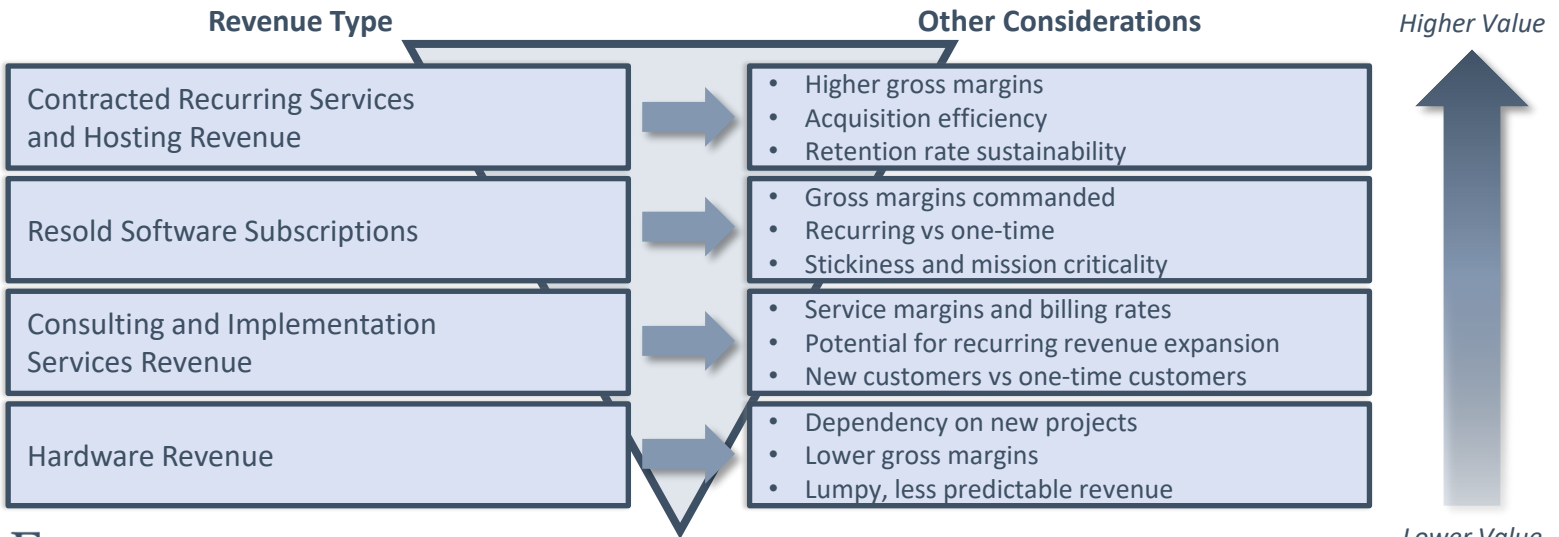 Revenue Type
Other Considerations
Higher Value
Contracted Recurring Services
and Hosting Revenue
• Higher gross margins
• Acquisition efficiency
• Retention rate sustainability
Resold Software Subscriptions
• Gross margins commanded
• Recurring vs one-time
• Stickiness and mission criticality
Consulting and Implementation
Services Revenue
• Service margins and billing rates
• Potential for recurring revenue expansion
• New customers vs one-time customers
Hardware Revenue
• Dependency on new projects
• Lower gross margins
• Lumpy, less predictable revenue
Lower Value